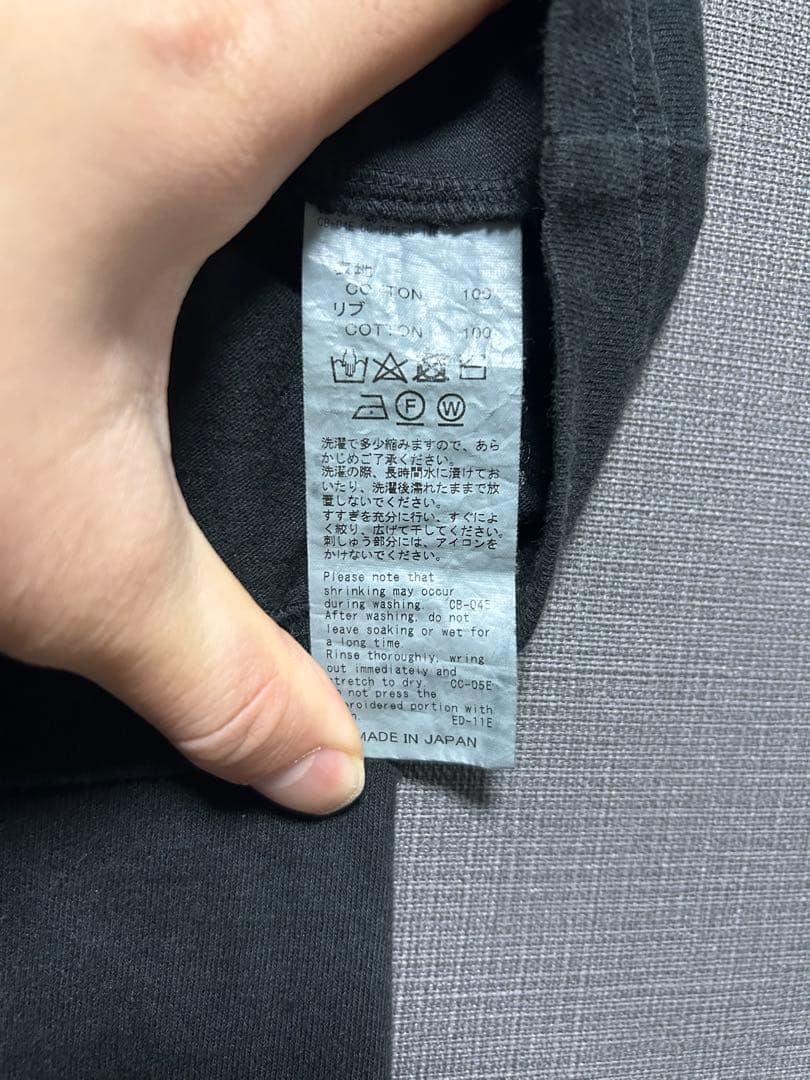 表地
COTTON 100
リブ
COTTON 100
F W
洗濯で多少縮みますので、あら
かじめご了承ください。
洗濯の際、長時間水に漬けてお
いたり、洗濯後濡れたままで放
置しないでください。
すすぎを充分に行い、すぐによ
く絞り、広げて干してください。
刺しゅう部分には、アイロンを
かけないでください。
Please note that
shrinking may occur
during washing. CB-04E
After washing, do not
leave soaking or wet for
a long time.
Rinse thoroughly, wring
out immediately and
stretch to dry. CC-05E
not press the
portion with
ED-11E
MADE IN JAPAN